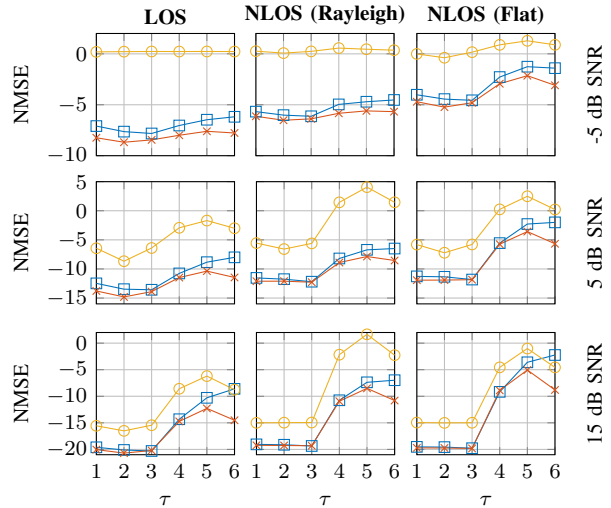 LOS NLOS (Rayleigh) NLOS (Flat)
0
−5
−10
NMSE
-5 dB SNR
5
0
−5
−10
−15
NMSE
5 dB SNR
0
−5
−10
−15
−20
NMSE
15 dB SNR
1 2 3 4 5 6 1 2 3 4 5 6 1 2 3 4 5 6
τ τ τ